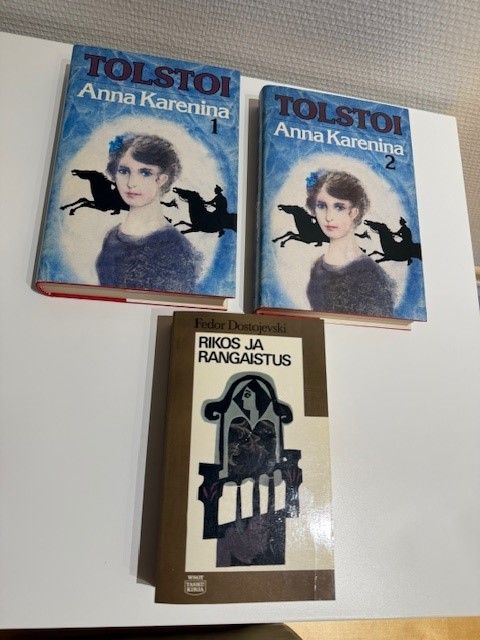 TOLSTOI
Anna Karenina
1
TOLSTOI
Anna Karenina
2
Fedor Dostojevski
RIKOS JA
RANGAISTUS
WSOY
TASKU
KIRJA